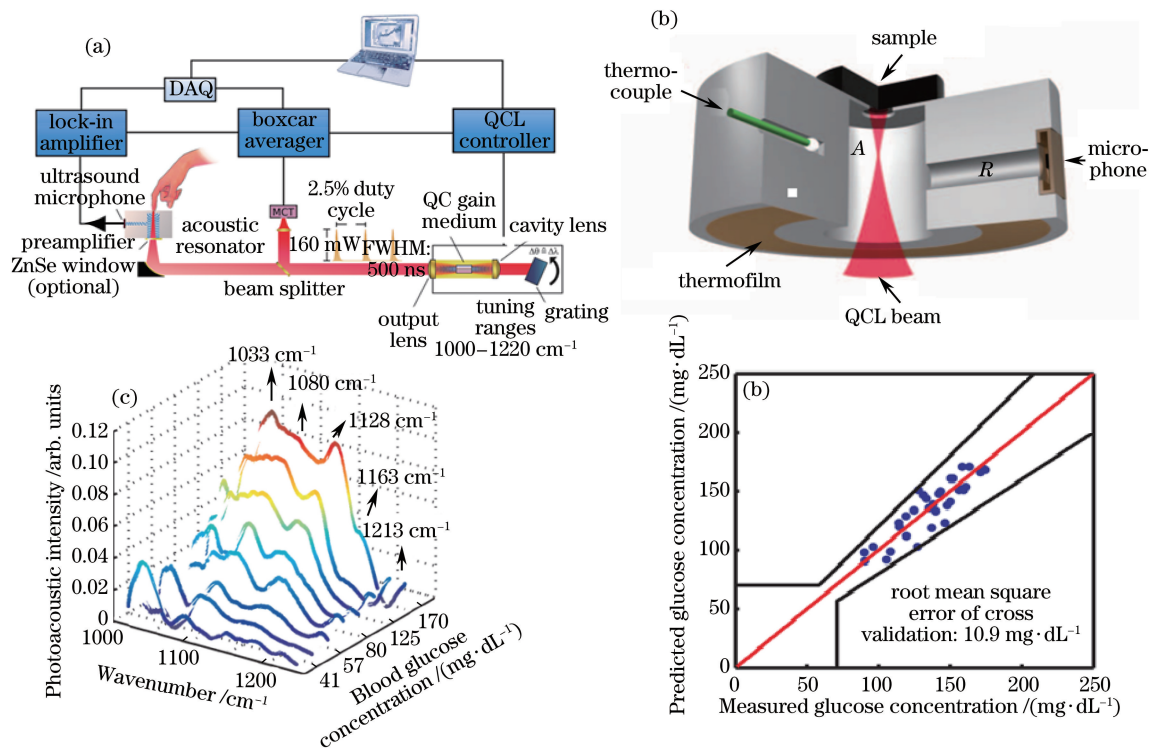 (a)
DAQ
lock-in
amplifier
boxcar
averager
QCL
controller
ultrasound
microphone
preamplifier
ZnSe window
(optional)
acoustic
resonator
MCT
2.5% duty
cycle
160 mW
FWHM:
500 ns
beam splitter
QC gain
medium
cavity lens
Δθ≙Δλ
output
lens
tuning
ranges
1000–1220 cm⁻¹
grating
(b)
sample
thermo-
couple
A
R
micro-
phone
thermofilm
QCL beam
(c)
1033 cm⁻¹
1080 cm⁻¹
1128 cm⁻¹
1163 cm⁻¹
1213 cm⁻¹
Photoacoustic intensity /arb. units
0.12
0.10
0.08
0.06
0.04
0.02
0
1000
1100
1200
Wavenumber /cm⁻¹
41
57
80
125
170
Blood glucose
concentration /(mg·dL⁻¹)
(b)
Predicted glucose concentration /(mg·dL⁻¹)
250
200
150
100
50
0
root mean square
error of cross
validation: 10.9 mg·dL⁻¹
0
50
100
150
200
250
Measured glucose concentration /(mg·dL⁻¹)